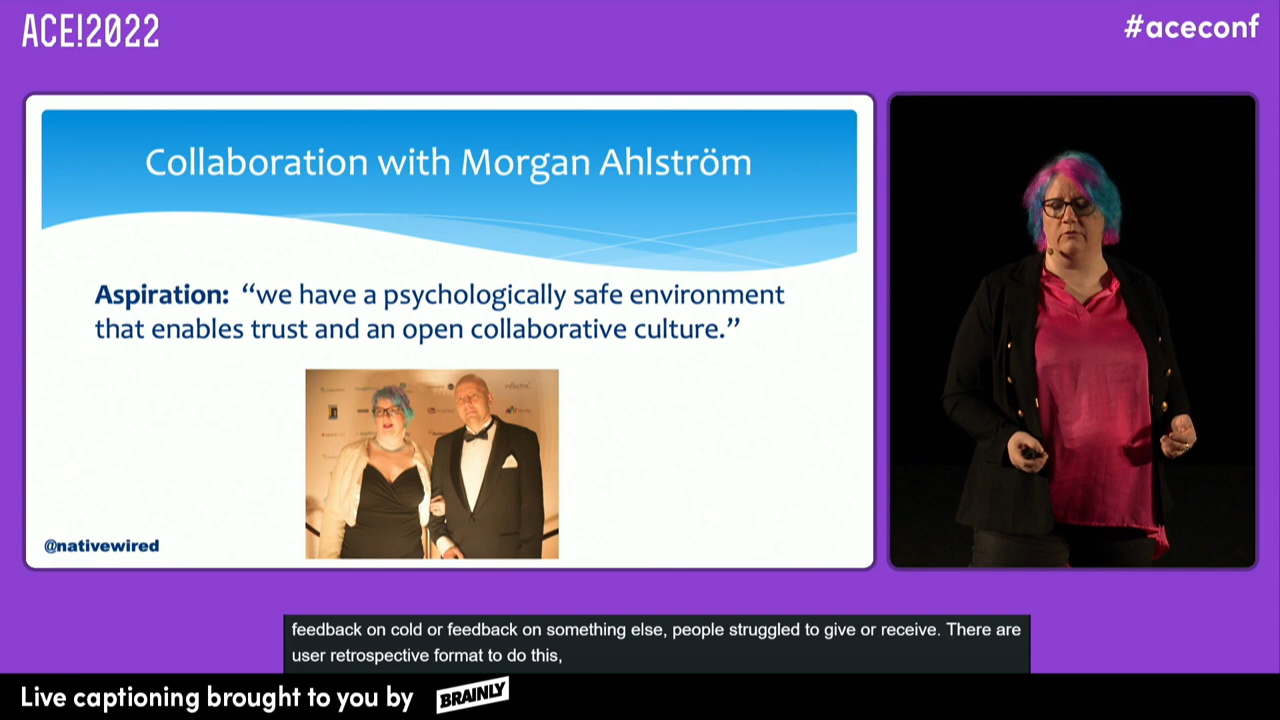 ACE!2022
#aceconf
Collaboration with Morgan Ahlström
Aspiration: “we have a psychologically safe environment
that enables trust and an open collaborative culture.”
@nativewired
feedback on cold or feedback on something else, people struggled to give or receive. There are
user retrospective format to do this,
Live captioning brought to you by BRAINLY